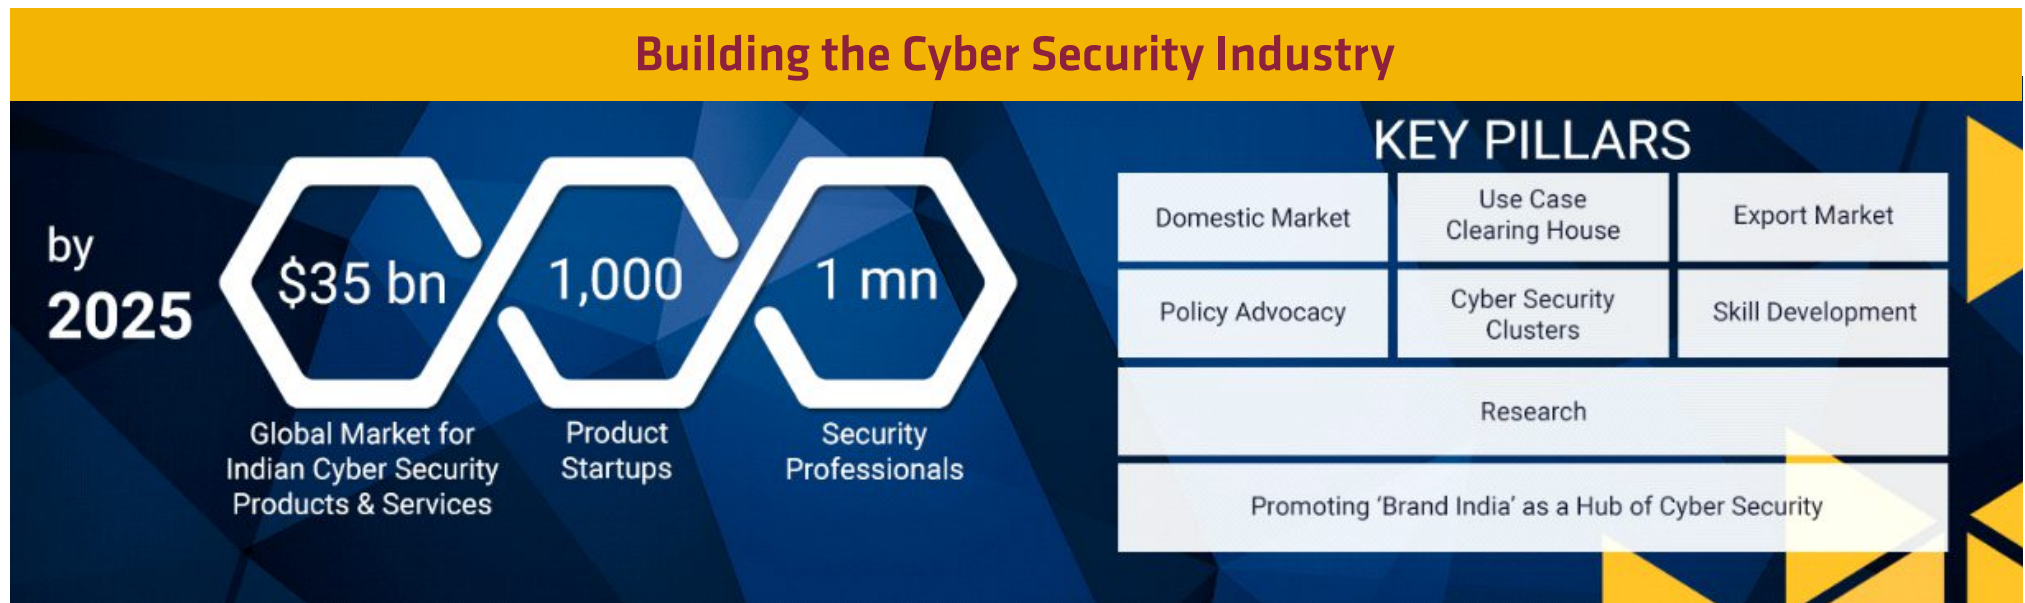 Building the Cyber Security Industry
by
2025
$35 bn
1,000
1 mn
Global Market for
Indian Cyber Security
Products & Services
Product
Startups
Security
Professionals
KEY PILLARS
Domestic Market
Use Case
Clearing House
Export Market
Policy Advocacy
Cyber Security
Clusters
Skill Development
Research
Promoting ‘Brand India’ as a Hub of Cyber Security